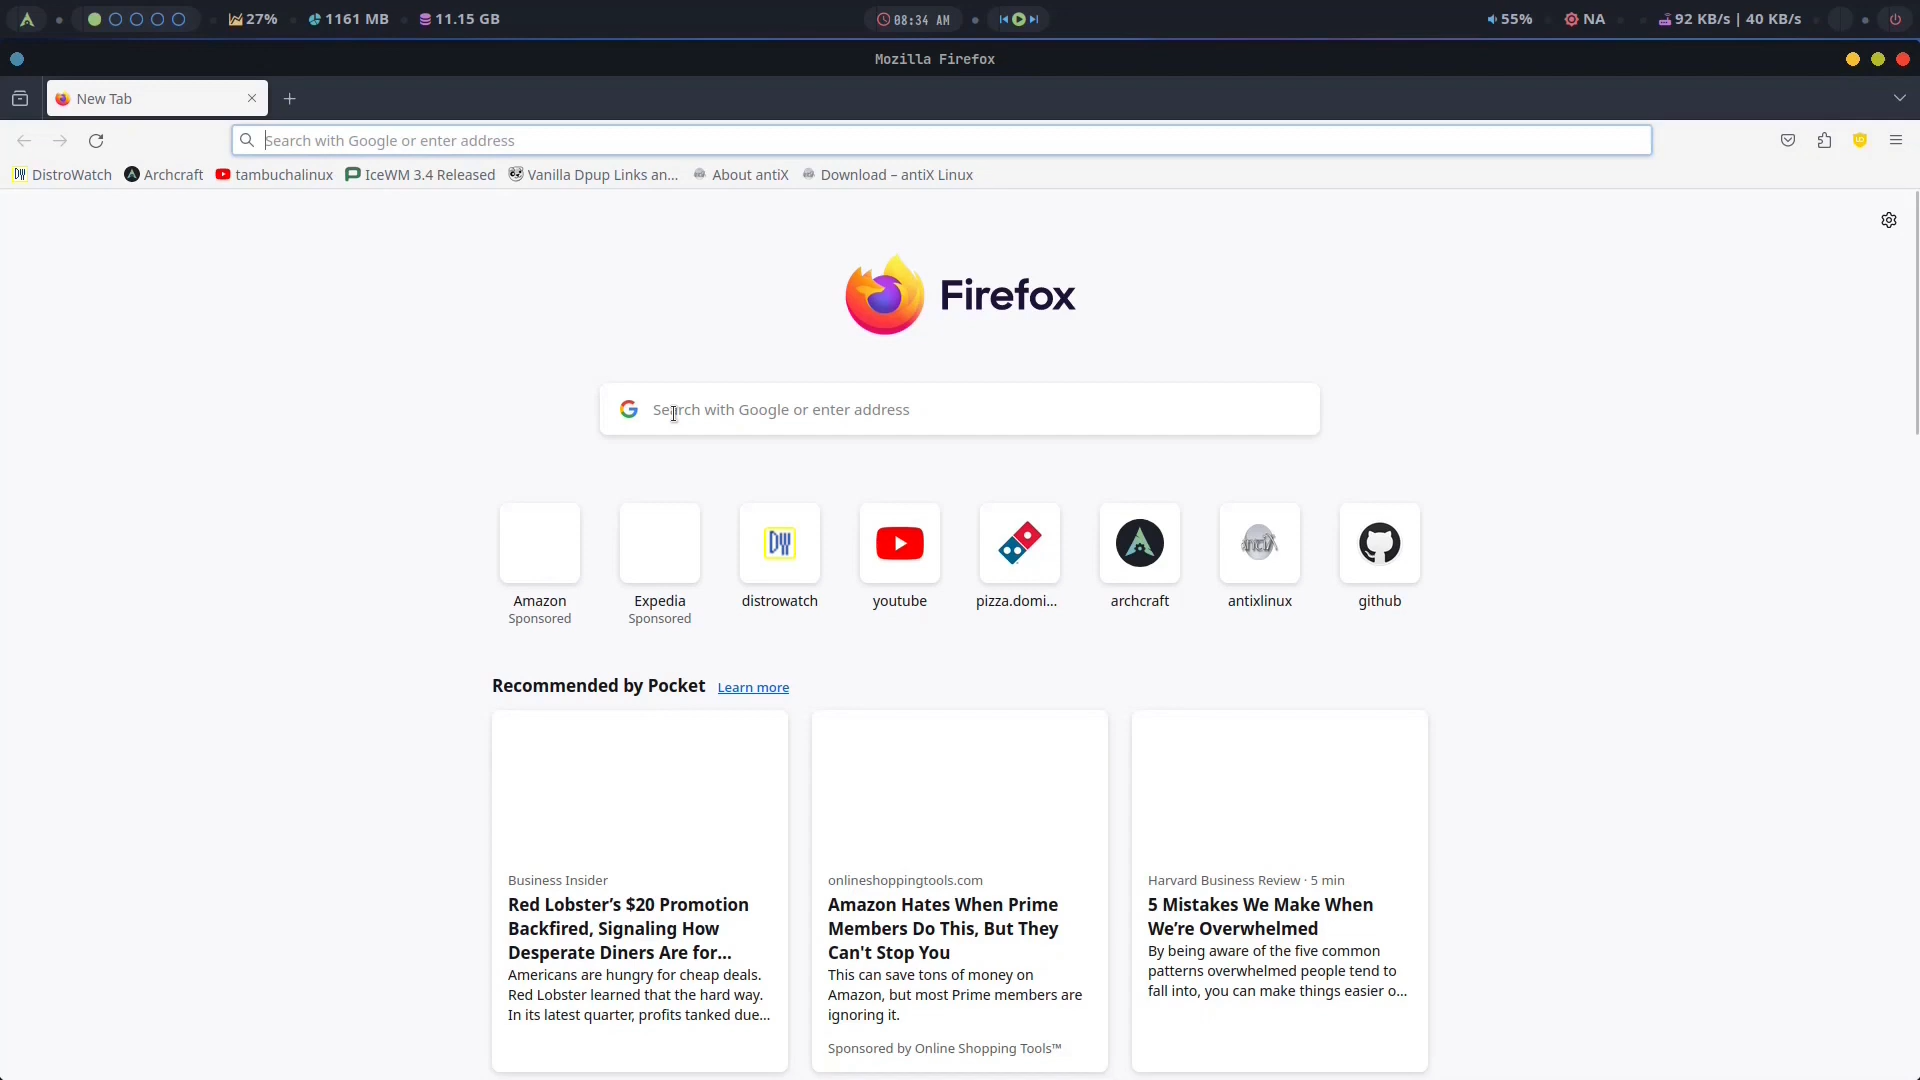 27% 1161 MB 11.15 GB 08:34 AM 55% NA 92 KB/s | 40 KB/s
Mozilla Firefox
New Tab
Search with Google or enter address
DistroWatch Archcraft tambuchalinux IceWM 3.4 Released Vanilla Dpup Links an... About antiX Download – antiX Linux
Firefox
Search with Google or enter address
DW antiX
Amazon Expedia distrowatch youtube pizza.domi... archcraft antixlinux github
Sponsored Sponsored
Recommended by Pocket Learn more
Business Insider
Red Lobster’s $20 Promotion
Backfired, Signaling How
Desperate Diners Are for...
Americans are hungry for cheap deals.
Red Lobster learned that the hard way.
In its latest quarter, profits tanked due...
onlineshoppingtools.com
Amazon Hates When Prime
Members Do This, But They
Can't Stop You
This can save tons of money on
Amazon, but most Prime members are
ignoring it.
Sponsored by Online Shopping Tools™
Harvard Business Review · 5 min
5 Mistakes We Make When
We’re Overwhelmed
By being aware of the five common
patterns overwhelmed people tend to
fall into, you can make things easier o...